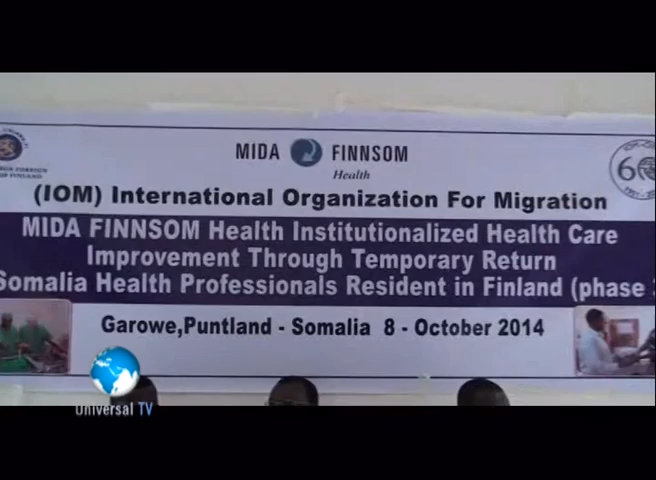 MIDA FINNSOM
Health
(IOM) International Organization For Migration
MIDA FINNSOM Health Institutionalized Health Care
Improvement Through Temporary Return
Somalia Health Professionals Resident in Finland (phase
Garowe,Puntland - Somalia 8 - October 2014
Universal TV